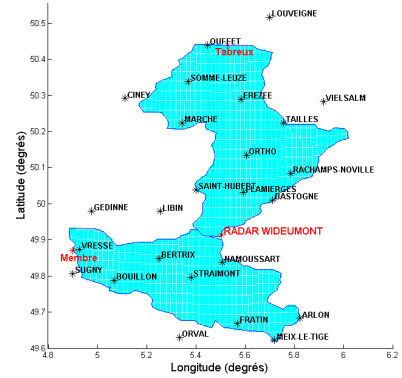 LOUVEIGNE
50.5
OUFFET
Tabreux
50.4
SOMME-LEUZE
CINEY
EREZEE
VIELSALM
50.3
MARCHE
TAILLES
50.2
ORTHO
50.1
RACHAMPS-NOVILLE
SAINT-HUBERT
FLAMIERGES
BASTOGNE
50
GEDINNE
LIBIN
RADAR WIDEUMONT
49.9
VRESSE
Membre
BERTRIX
NAMOUSSART
SUGNY
BOUILLON
STRAIMONT
49.8
49.7
FRATIN
ARLON
ORVAL
MEIX-LE-TIGE
49.6
4.8
5
5.2
5.4
5.6
5.8
6
6.2
Longitude (degrés)
Latitude (degrés)